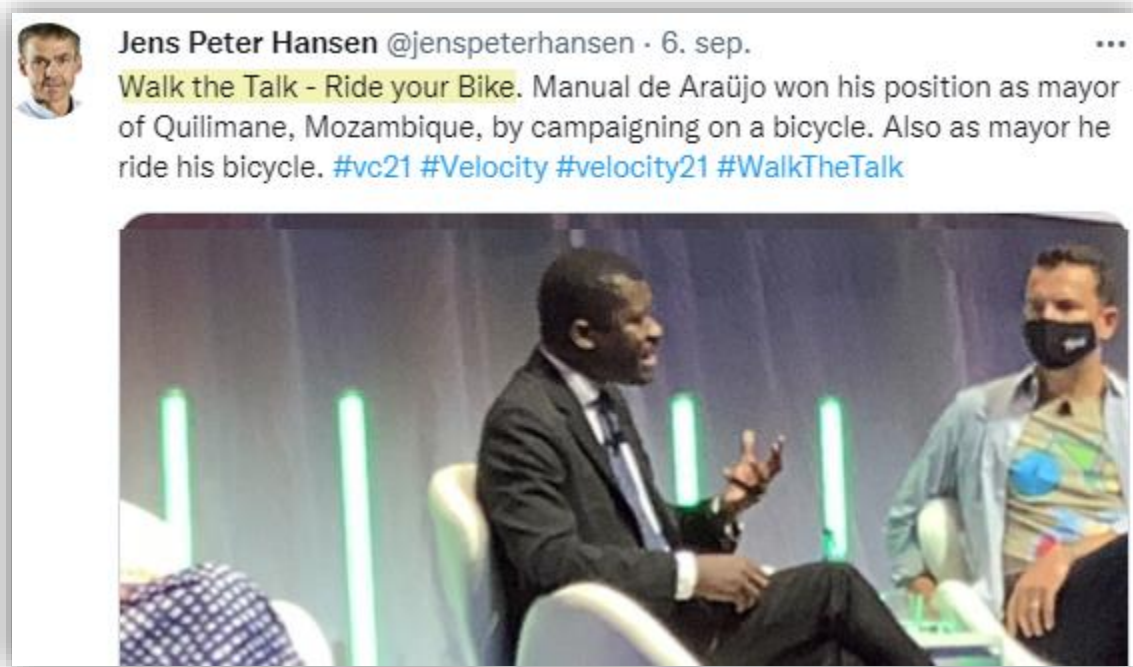 Jens Peter Hansen @jenspeterhansen · 6. sep.
Walk the Talk - Ride your Bike. Manual de Araüjo won his position as mayor
of Quilimane, Mozambique, by campaigning on a bicycle. Also as mayor he
ride his bicycle. #vc21 #Velocity #velocity21 #WalkTheTalk